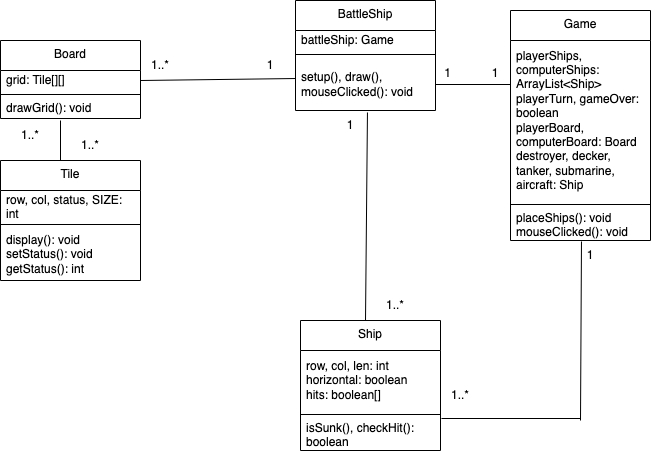 BattleShip
battleShip: Game
setup(), draw(),
mouseClicked(): void
Game
playerShips,
computerShips:
ArrayList<Ship>
playerTurn, gameOver:
boolean
playerBoard,
computerBoard: Board
destroyer, decker,
tanker, submarine,
aircraft: Ship
placeShips(): void
mouseClicked(): void
Board
grid: Tile[][]
drawGrid(): void
1..*
1
1
1
1..*
1..*
1
Tile
row, col, status, SIZE:
int
display(): void
setStatus(): void
getStatus(): int
1
1..*
Ship
row, col, len: int
horizontal: boolean
hits: boolean[]
isSunk(), checkHit():
boolean
1..*